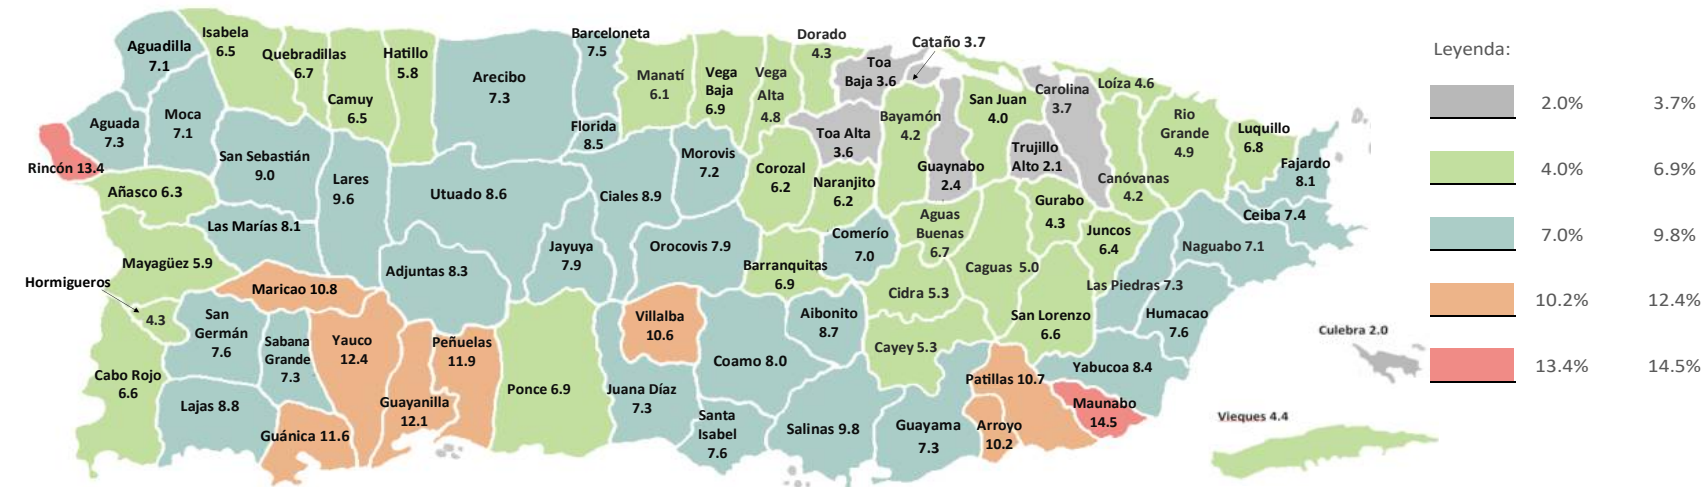 Isabela
6.5
Aguadilla
7.1
Quebradillas
6.7
Hatillo
5.8
Camuy
6.5
Arecibo
7.3
Barceloneta
7.5
Manatí
6.1
Vega
Baja
6.9
Vega
Alta
4.8
Dorado
4.3
Toa
Baja 3.6
Cataño 3.7
San Juan
4.0
Carolina
3.7
Loíza 4.6
Rio
Grande
4.9
Luquillo
6.8
Fajardo
8.1
Moca
7.1
Aguada
7.3
Rincón 13.4
San Sebastián
9.0
Lares
9.6
Utuado 8.6
Florida
8.5
Ciales 8.9
Morovis
7.2
Corozal
6.2
Toa Alta
3.6
Naranjito
6.2
Bayamón
4.2
Guaynabo
2.4
Trujillo
Alto 2.1
Canóvanas
4.2
Gurabo
4.3
Juncos
6.4
Ceiba 7.4
Naguabo 7.1
Añasco 6.3
Las Marías 8.1
Mayagüez 5.9
Adjuntas 8.3
Jayuya
7.9
Orocovis 7.9
Barranquitas
6.9
Comerío
7.0
Aguas
Buenas
6.7
Caguas 5.0
Cidra 5.3
Las Piedras 7.3
Humacao
7.6
San Lorenzo
6.6
Hormigueros
4.3
Maricao 10.8
San
Germán
7.6
Sabana
Grande
7.3
Yauco
12.4
Peñuelas
11.9
Guayanilla
12.1
Villalba
10.6
Aibonito
8.7
Coamo 8.0
Cayey 5.3
Patillas 10.7
Yabucoa 8.4
Maunabo
14.5
Cabo Rojo
6.6
Lajas 8.8
Guánica 11.6
Ponce 6.9
Juana Díaz
7.3
Santa
Isabel
7.6
Salinas 9.8
Guayama
7.3
Arroyo
10.2
Culebra 2.0
Vieques 4.4
Leyenda:
2.0% 3.7%
4.0% 6.9%
7.0% 9.8%
10.2% 12.4%
13.4% 14.5%